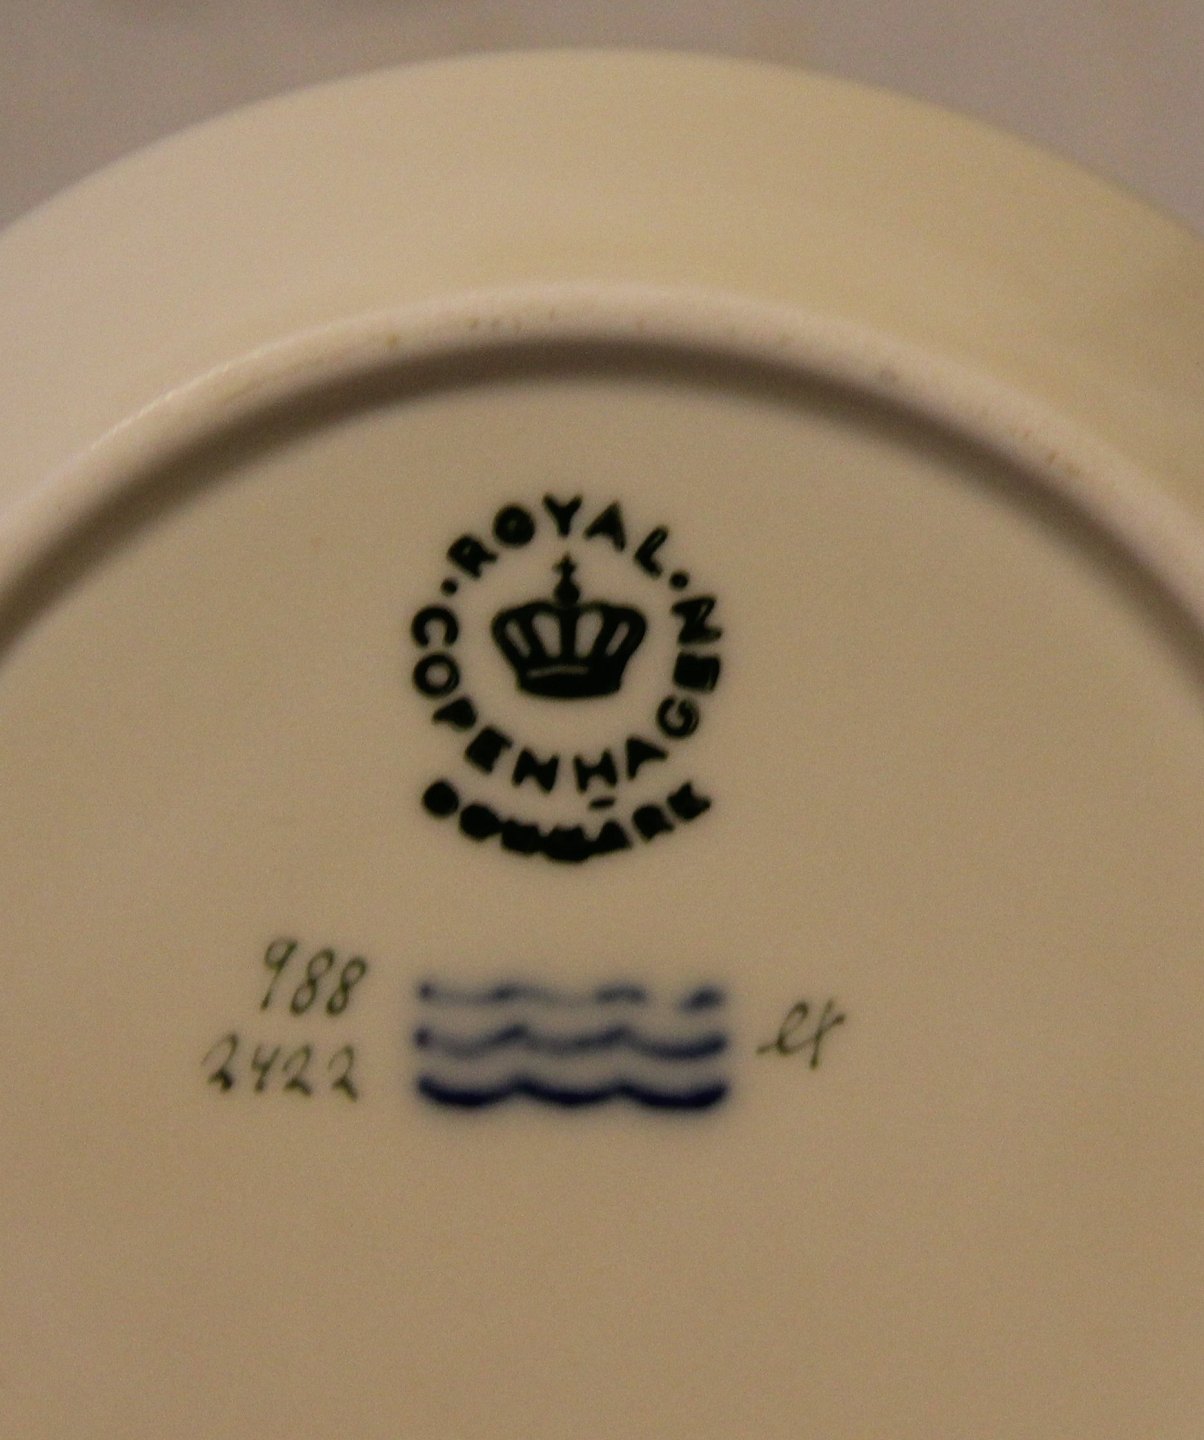 ROYAL
COPENHAGEN
DENMARK
988
2422